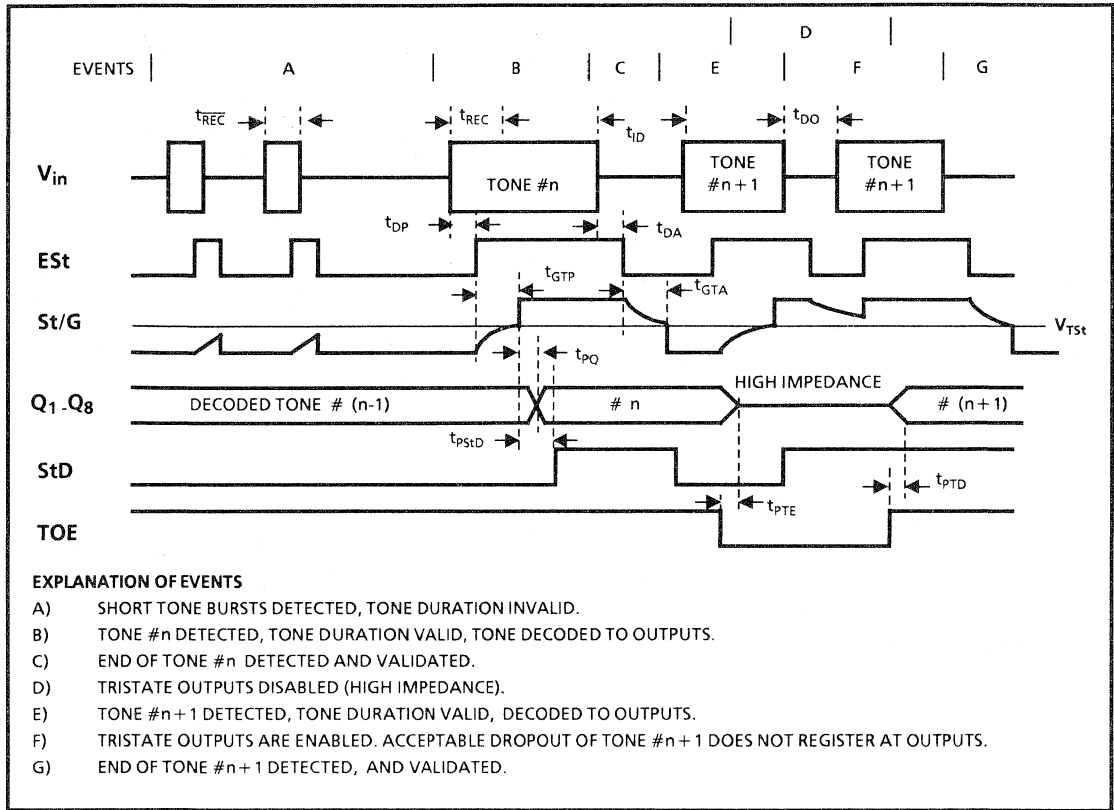 D
EVENTS A B C E F G
tREC tREC tID tDO
Vin
TONE #n
TONE #n+1
TONE #n+1
tDP tDA
ESt
tGTP tGTA
St/G
VTSt
tPQ
HIGH IMPEDANCE
Q1-Q8
DECODED TONE # (n-1) # n # (n+1)
tPStD
StD
tPTE tPTD
TOE
EXPLANATION OF EVENTS
A) SHORT TONE BURSTS DETECTED, TONE DURATION INVALID.
B) TONE #n DETECTED, TONE DURATION VALID, TONE DECODED TO OUTPUTS.
C) END OF TONE #n DETECTED AND VALIDATED.
D) TRISTATE OUTPUTS DISABLED (HIGH IMPEDANCE).
E) TONE #n+1 DETECTED, TONE DURATION VALID, DECODED TO OUTPUTS.
F) TRISTATE OUTPUTS ARE ENABLED. ACCEPTABLE DROPOUT OF TONE #n+1 DOES NOT REGISTER AT OUTPUTS.
G) END OF TONE #n+1 DETECTED, AND VALIDATED.